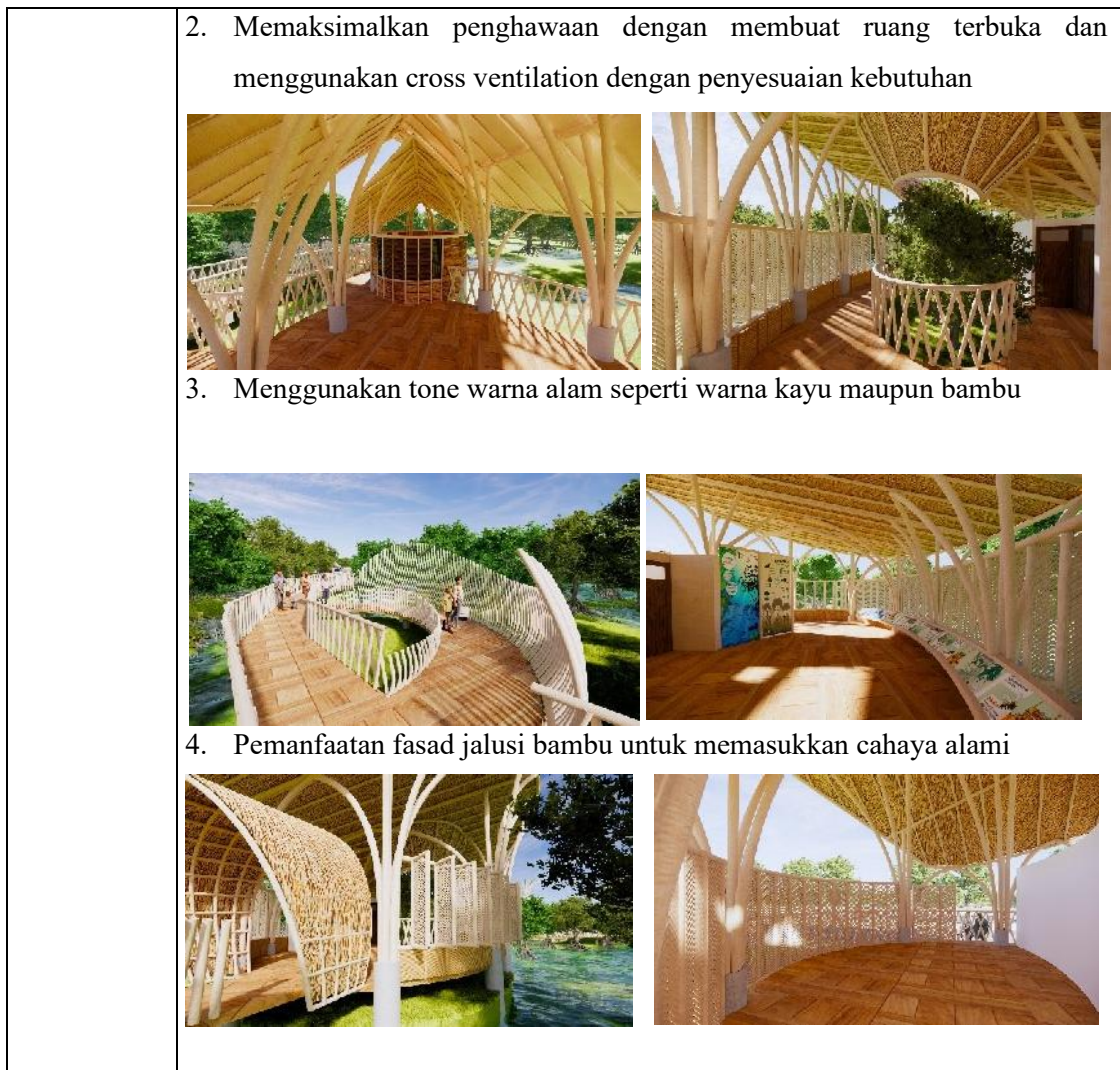 2. Memaksimalkan penghawaan dengan membuat ruang terbuka dan
menggunakan cross ventilation dengan penyesuaian kebutuhan
3. Menggunakan tone warna alam seperti warna kayu maupun bambu
4. Pemanfaatan fasad jalusi bambu untuk memasukkan cahaya alami